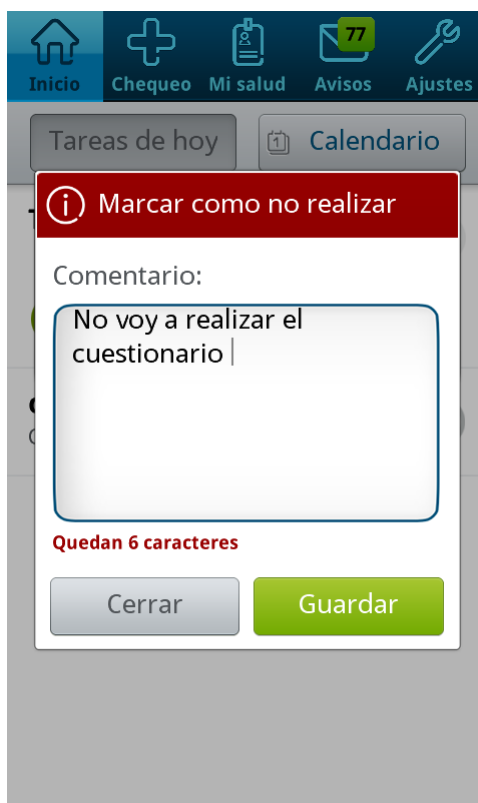 77
Inicio Chequeo Mi salud Avisos Ajustes
Tareas de hoy 1 Calendario
Marcar como no realizar
Comentario:
No voy a realizar el
cuestionario
Quedan 6 caracteres
Cerrar Guardar